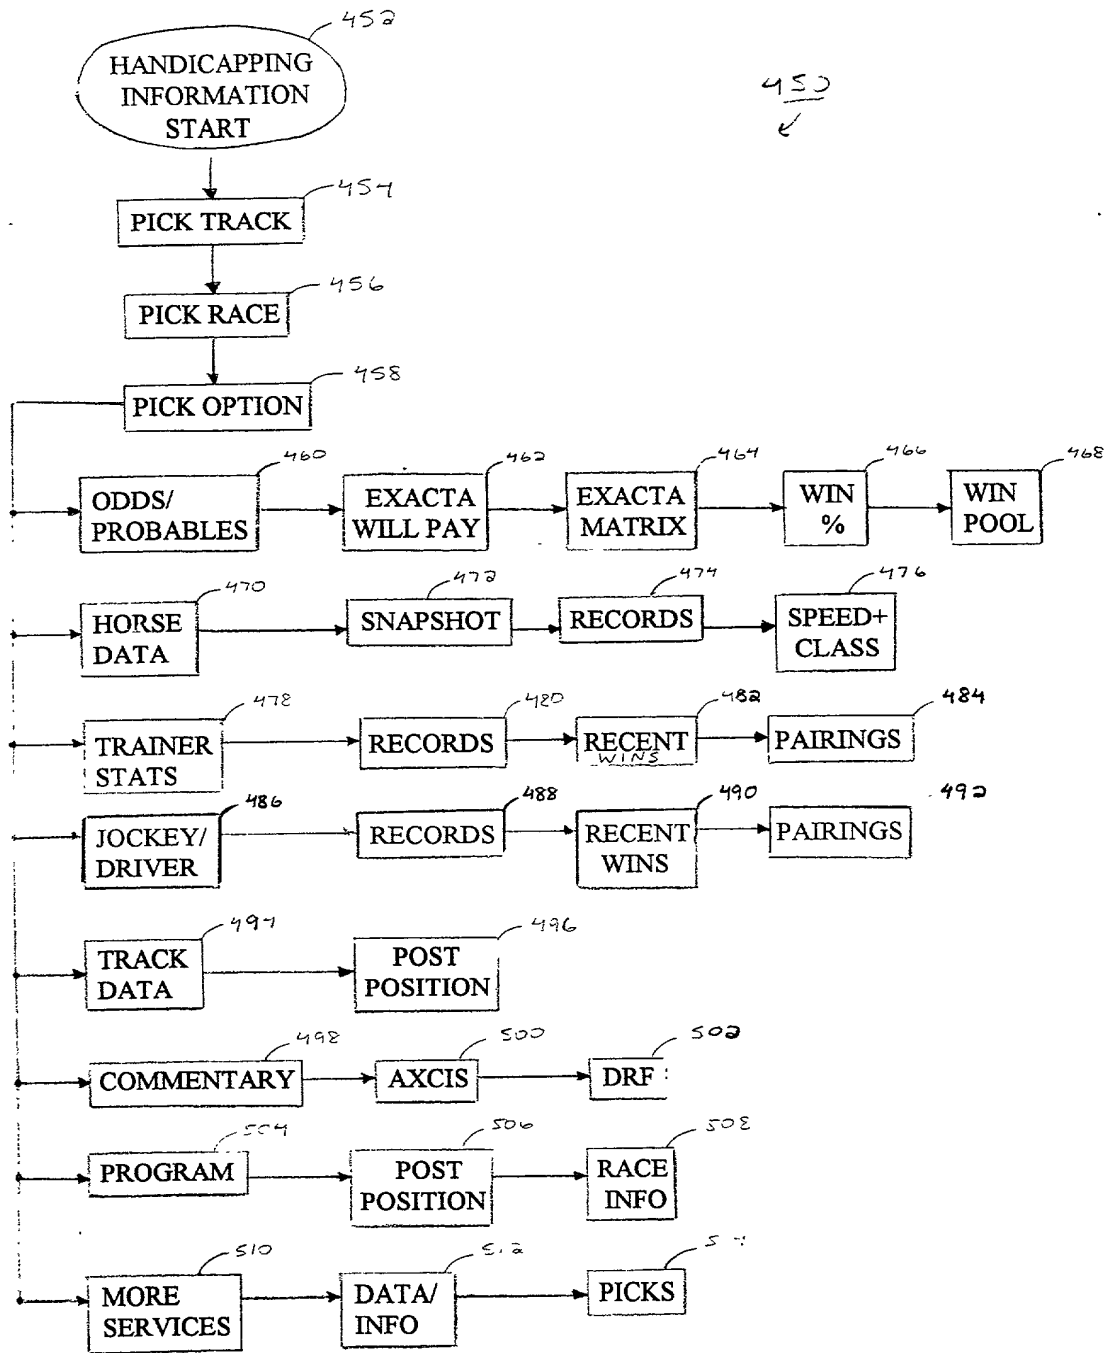 452
HANDICAPPING
INFORMATION
START
450
454
PICK TRACK
456
PICK RACE
458
PICK OPTION
460
462
464
466
468
ODDS/
PROBABLES
EXACTA
WILL PAY
EXACTA
MATRIX
WIN
%
WIN
POOL
470
472
474
476
HORSE
DATA
SNAPSHOT
RECORDS
SPEED+
CLASS
478
480
482
484
TRAINER
STATS
RECORDS
RECENT
WINS
PAIRINGS
486
488
490
492
JOCKEY/
DRIVER
RECORDS
RECENT
WINS
PAIRINGS
494
496
TRACK
DATA
POST
POSITION
498
500
502
COMMENTARY
AXCIS
DRF
504
506
508
PROGRAM
POST
POSITION
RACE
INFO
510
512
MORE
SERVICES
DATA/
INFO
PICKS